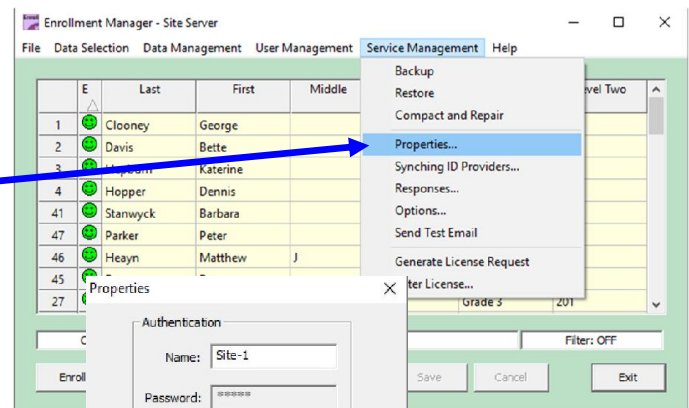 Enrollment Manager - Site Server
File Data Selection Data Management User Management Service Management Help
E Last First Middle Level Two
1 Clooney George
2 Davis Bette
3 Katerine
4 Hopper Dennis
41 Stanwyck Barbara
47 Parker Peter
46 Heayn Matthew J
45
27 Grade 3 201
Backup
Restore
Compact and Repair
Properties...
Synching ID Providers...
Responses...
Options...
Send Test Email
Generate License Request
Enter License...
Properties
Authentication
Name: Site-1
Password: *****
Filter: OFF
Enroll Save Cancel Exit